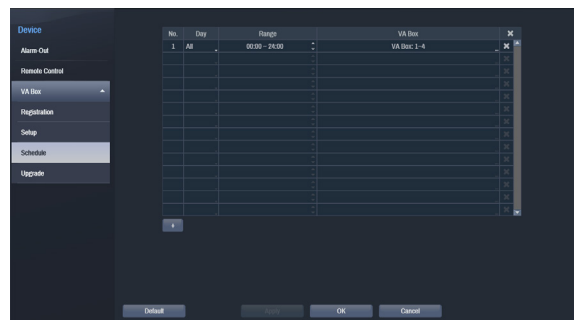 Device
Alarm-Out
Remote Control
VA Box
Registration
Setup
Schedule
Upgrade
No. Day Range VA Box
1 All 00:00 ~ 24:00 VA Box: 1~4
+
Default Apply OK Cancel